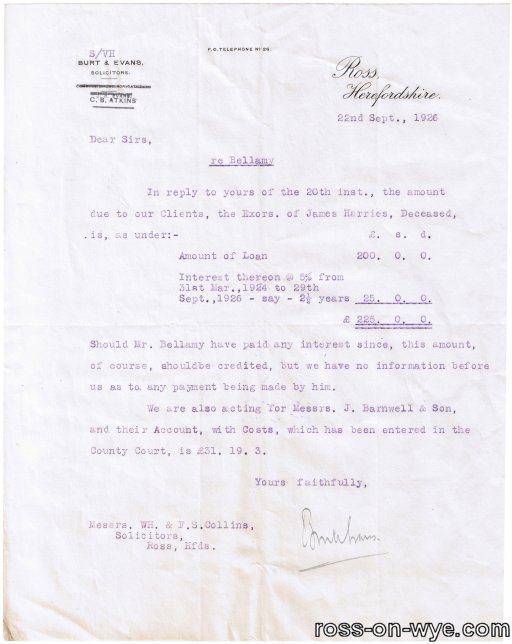 S/VH
BURT & EVANS.
SOLICITORS.
C. B. ATKINS
P.O. TELEPHONE Nº 26.
Ross,
Herefordshire.
22nd Sept., 1926
Dear Sirs,
re Bellamy
In reply to yours of the 20th inst., the amount
due to our Clients, the Exors. of James Harries, Deceased,
is, as under:- £. s. d.
Amount of Loan 200. 0. 0.
Interest thereon @ 5% from
31st Mar., 1924 to 29th
Sept., 1926 - say - 2½ years 25. 0. 0.
£ 225. 0. 0.
Should Mr. Bellamy have paid any interest since, this amount,
of course, shouldbe credited, but we have no information before
us as to any payment being made by him.
We are also acting for Messrs. J. Barnwell & Son,
and their Account, with Costs, which has been entered in the
County Court, is £31. 19. 3.
Yours faithfully,
Messrs. WH. & F.S.Collins,
Solicitors,
Ross, Hfds.
ross-on-wye.com